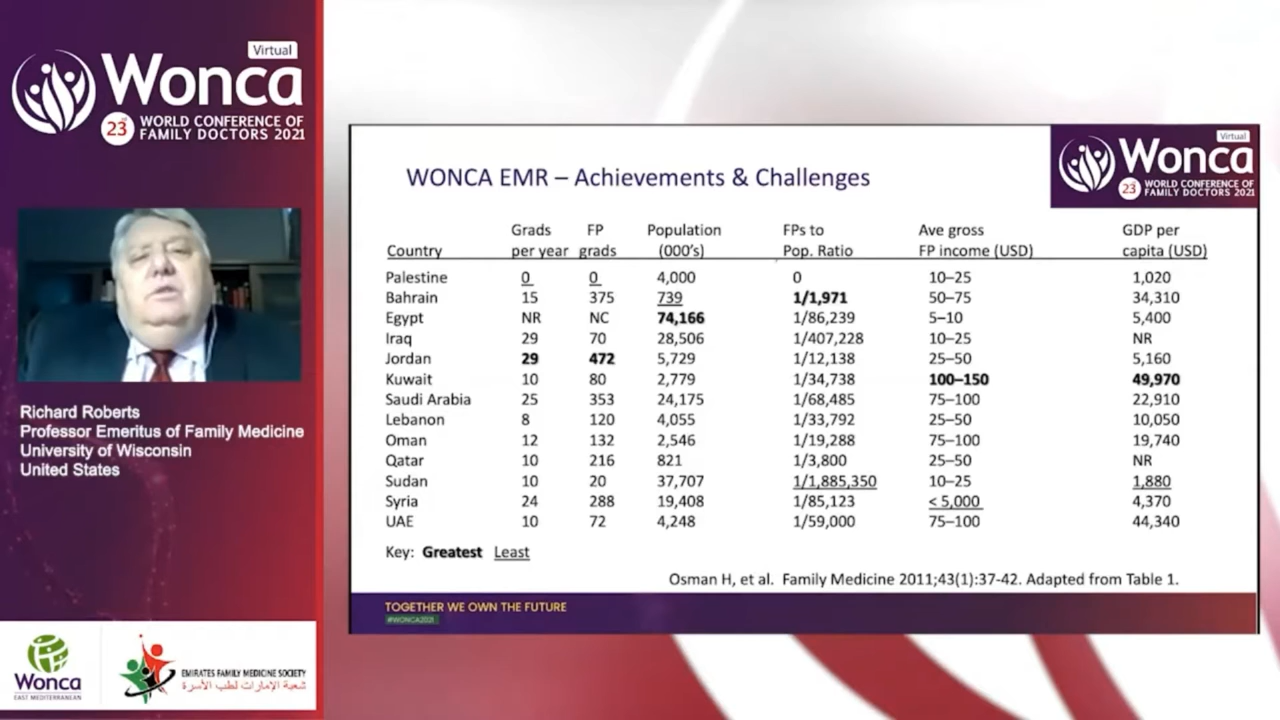 Virtual
Wonca
23rd WORLD CONFERENCE OF
FAMILY DOCTORS 2021
Richard Roberts
Professor Emeritus of Family Medicine
University of Wisconsin
United States
Wonca
EAST MEDITERRANEAN
EMIRATES FAMILY MEDICINE SOCIETY
شعبة الإمارات لطب الأسرة
WONCA EMR – Achievements & Challenges
Virtual
Wonca
23 WORLD CONFERENCE OF
FAMILY DOCTORS 2021
Grads FP Population FPs to Ave gross GDP per
Country per year grads (000's) Pop. Ratio FP income (USD) capita (USD)
Palestine 0 0 4,000 0 10–25 1,020
Bahrain 15 375 739 1/1,971 50–75 34,310
Egypt NR NC 74,166 1/86,239 5–10 5,400
Iraq 29 70 28,506 1/407,228 10–25 NR
Jordan 29 472 5,729 1/12,138 25–50 5,160
Kuwait 10 80 2,779 1/34,738 100–150 49,970
Saudi Arabia 25 353 24,175 1/68,485 75–100 22,910
Lebanon 8 120 4,055 1/33,792 25–50 10,050
Oman 12 132 2,546 1/19,288 75–100 19,740
Qatar 10 216 821 1/3,800 25–50 NR
Sudan 10 20 37,707 1/1,885,350 10–25 1,880
Syria 24 288 19,408 1/85,123 < 5,000 4,370
UAE 10 72 4,248 1/59,000 75–100 44,340
Key: Greatest Least
Osman H, et al. Family Medicine 2011;43(1):37-42. Adapted from Table 1.
TOGETHER WE OWN THE FUTURE
#WONCA2021